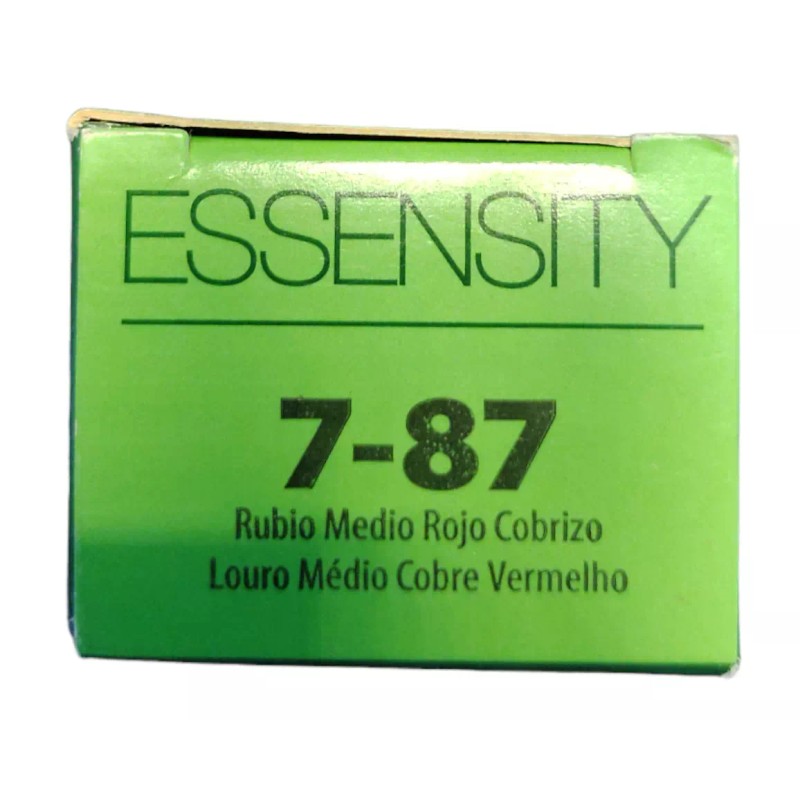 ESSENSITY
7-87
Rubio Medio Rojo Cobrizo
Louro Médio Cobre Vermelho